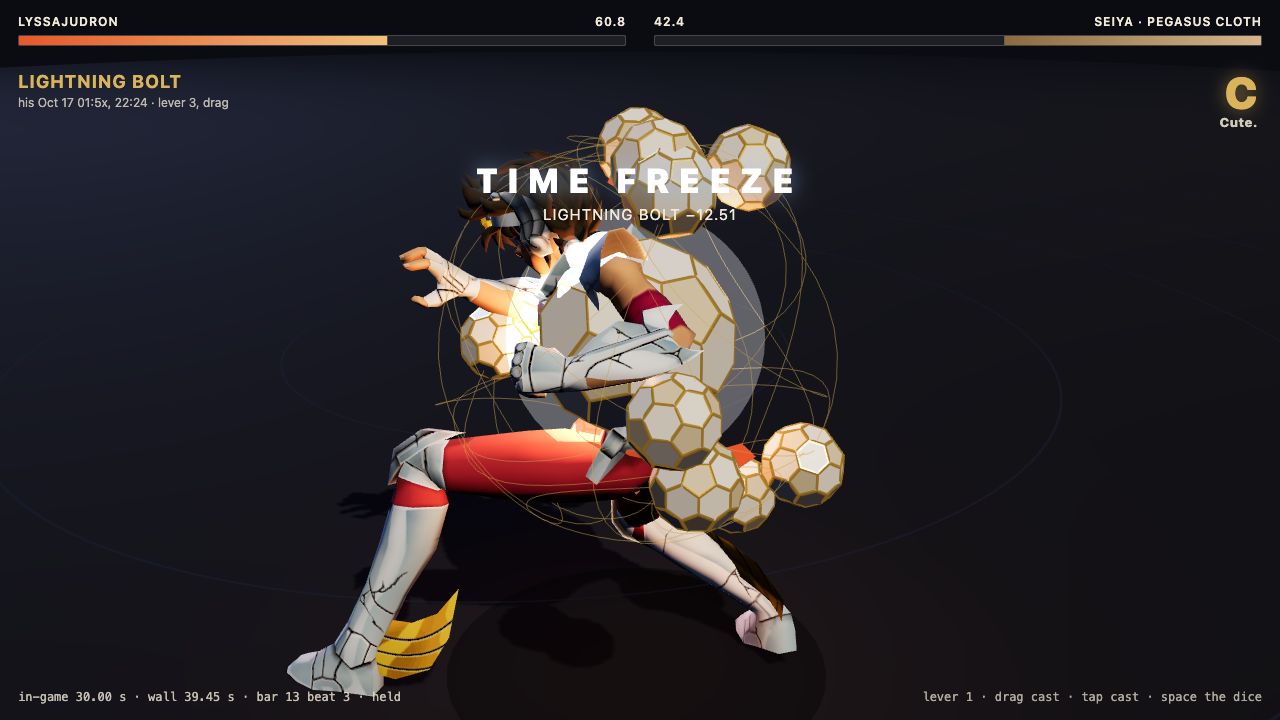 LYSSAJUDRON 60.8 42.4 SEIYA · PEGASUS CLOTH
LIGHTNING BOLT
his Oct 17 01:5x, 22:24 · lever 3, drag
C
Cute.
TIME FREEZE
LIGHTNING BOLT −12.51
in-game 30.00 s · wall 39.45 s · bar 13 beat 3 · held
lever 1 · drag cast · tap cast · space the dice